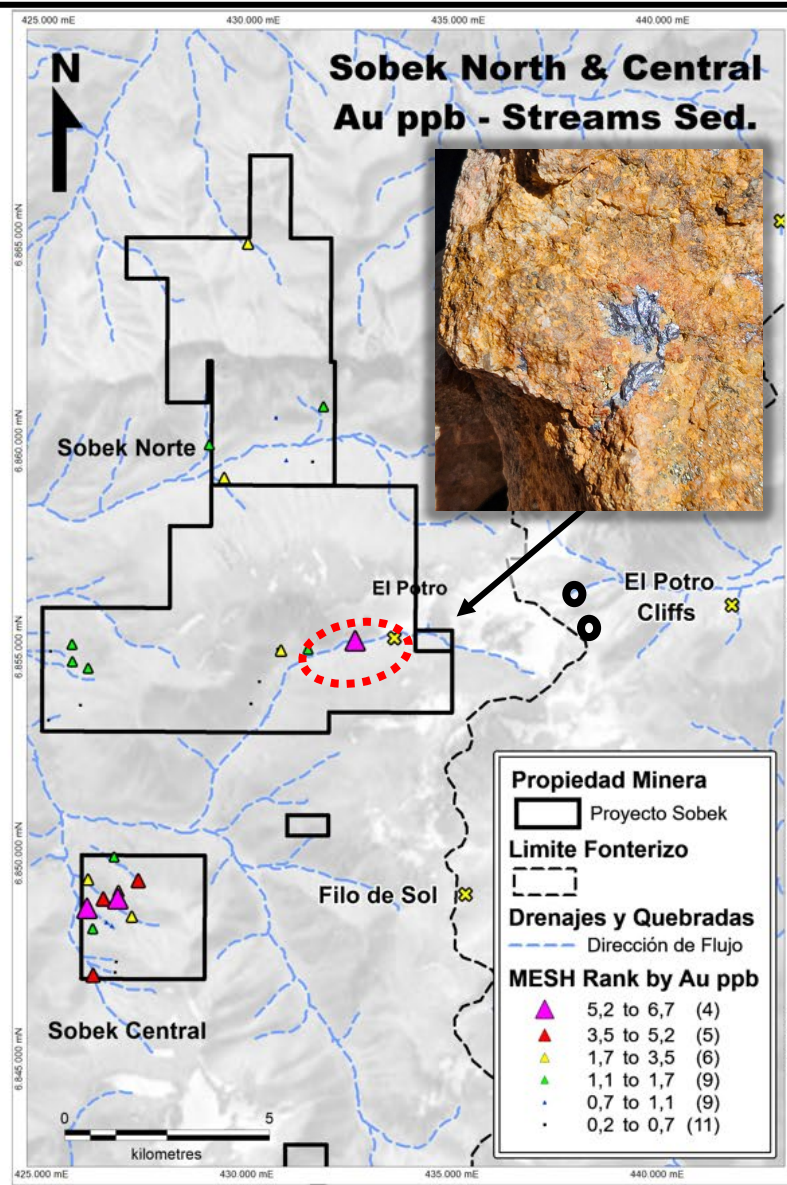 425.000 mE
430.000 mE
435.000 mE
440.000 mE
N
Sobek North & Central
Au ppb - Streams Sed.
6.865.000 mN
Sobek Norte
6.860.000 mN
El Potro
El Potro
Cliffs
6.855.000 mN
Propiedad Minera
Proyecto Sobek
Limite Fonterizo
6.850.000 mN
Filo de Sol
Drenajes y Quebradas
Dirección de Flujo
MESH Rank by Au ppb
5,2 to 6,7 (4)
3,5 to 5,2 (5)
1,7 to 3,5 (6)
1,1 to 1,7 (9)
0,7 to 1,1 (9)
0,2 to 0,7 (11)
Sobek Central
6.845.000 mN
0
5
kilometres
425.000 mE
430.000 mE
435.000 mE
440.000 mE